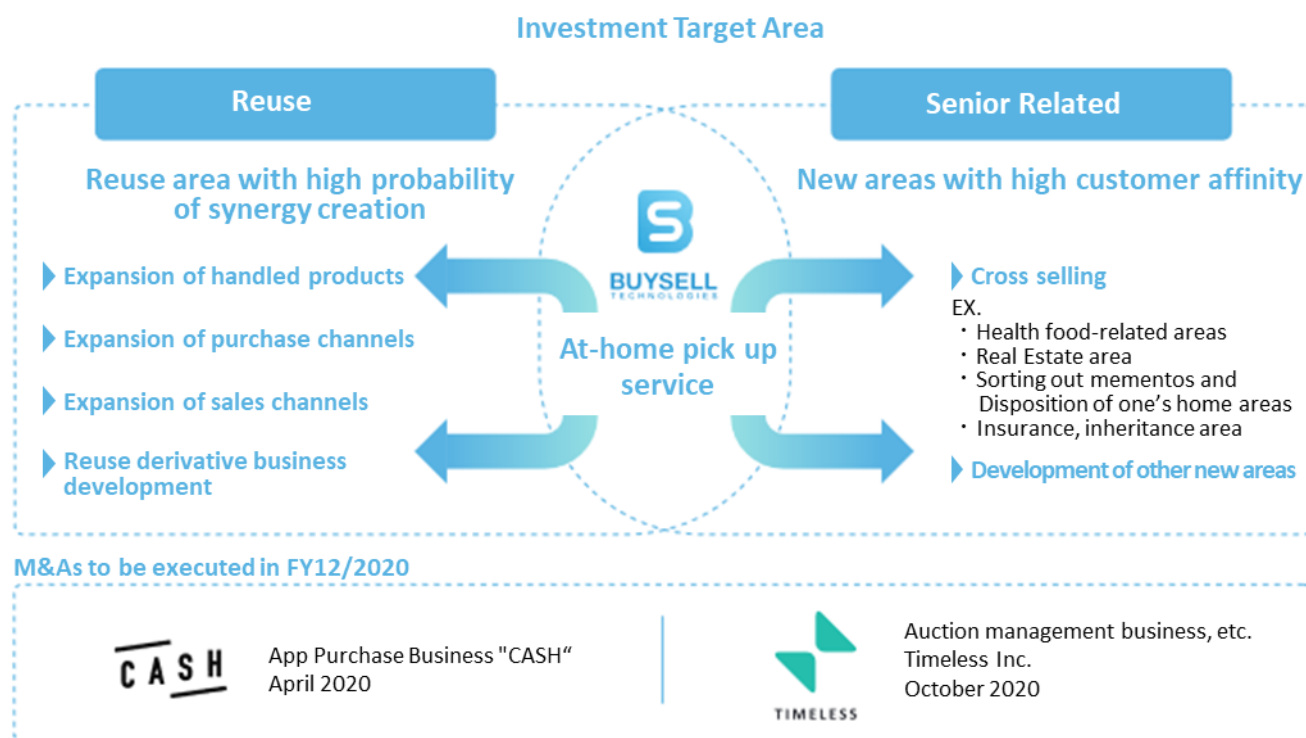 Investment Target Area
Reuse
Reuse area with high probability
of synergy creation
▶ Expansion of handled products
▶ Expansion of purchase channels
▶ Expansion of sales channels
▶ Reuse derivative business
development
BS
BUYSELL
TECHNOLOGIES
At-home pick up
service
Senior Related
New areas with high customer affinity
▶ Cross selling
EX.
・Health food-related areas
・Real Estate area
・Sorting out mementos and
Disposition of one’s home areas
・Insurance, inheritance area
▶ Development of other new areas
M&As to be executed in FY12/2020
CASH
App Purchase Business "CASH“
April 2020
TIMELESS
Auction management business, etc.
Timeless Inc.
October 2020